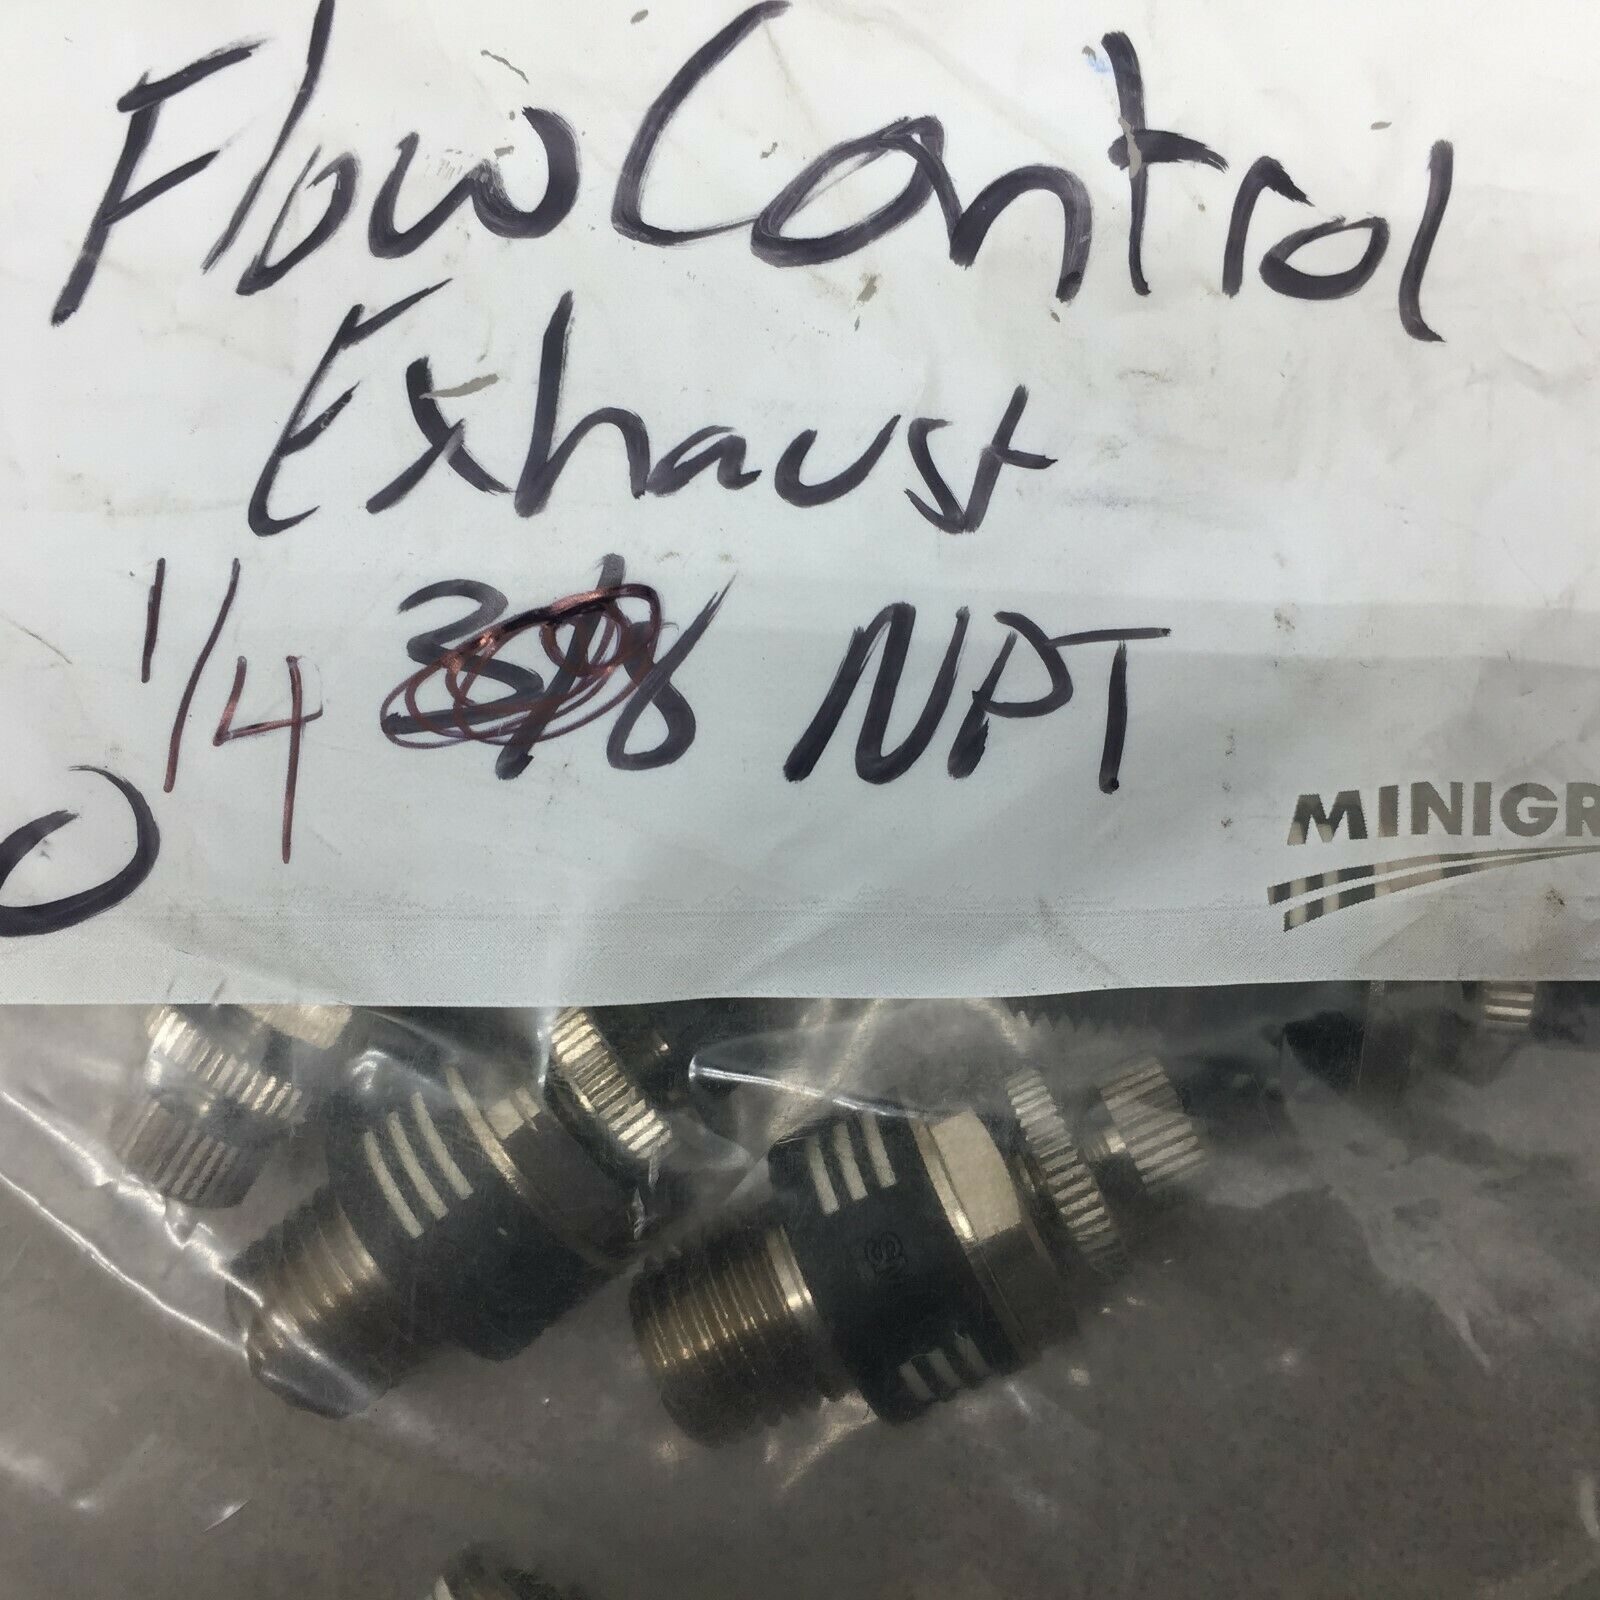 Flow Control
Exhaust
1/4 3/8 NPT
MINIGR